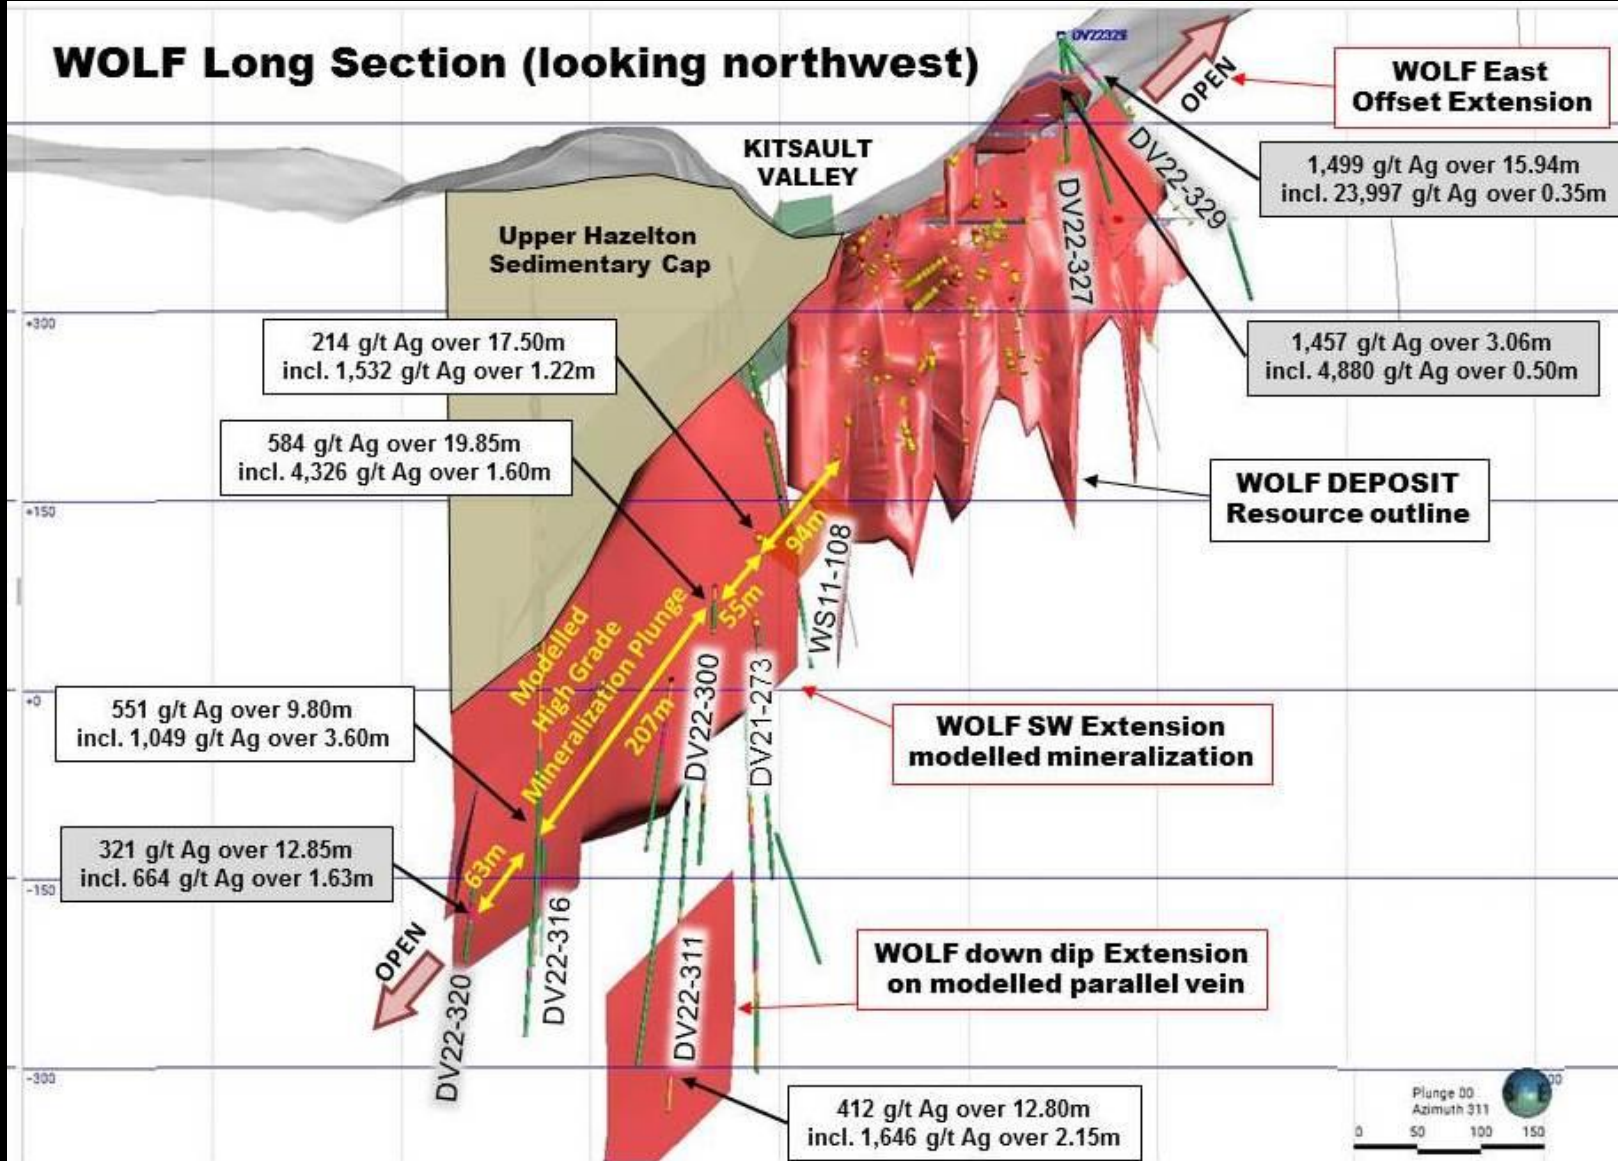 WOLF Long Section (looking northwest)
DV22329
OPEN
WOLF East
Offset Extension
KITSAULT
VALLEY
DV22-329
1,499 g/t Ag over 15.94m
incl. 23,997 g/t Ag over 0.35m
DV22-327
Upper Hazelton
Sedimentary Cap
+300
214 g/t Ag over 17.50m
incl. 1,532 g/t Ag over 1.22m
1,457 g/t Ag over 3.06m
incl. 4,880 g/t Ag over 0.50m
584 g/t Ag over 19.85m
incl. 4,326 g/t Ag over 1.60m
WOLF DEPOSIT
Resource outline
+150
94m
WS11-108
55m
Modelled
High Grade
Mineralization Plunge
207m
DV22-300
DV21-273
+0
551 g/t Ag over 9.80m
incl. 1,049 g/t Ag over 3.60m
WOLF SW Extension
modelled mineralization
321 g/t Ag over 12.85m
incl. 664 g/t Ag over 1.63m
63m
-150
OPEN
DV22-320
DV22-316
DV22-311
WOLF down dip Extension
on modelled parallel vein
-300
412 g/t Ag over 12.80m
incl. 1,646 g/t Ag over 2.15m
Plunge 00
Azimuth 311
S E
0 50 100 150